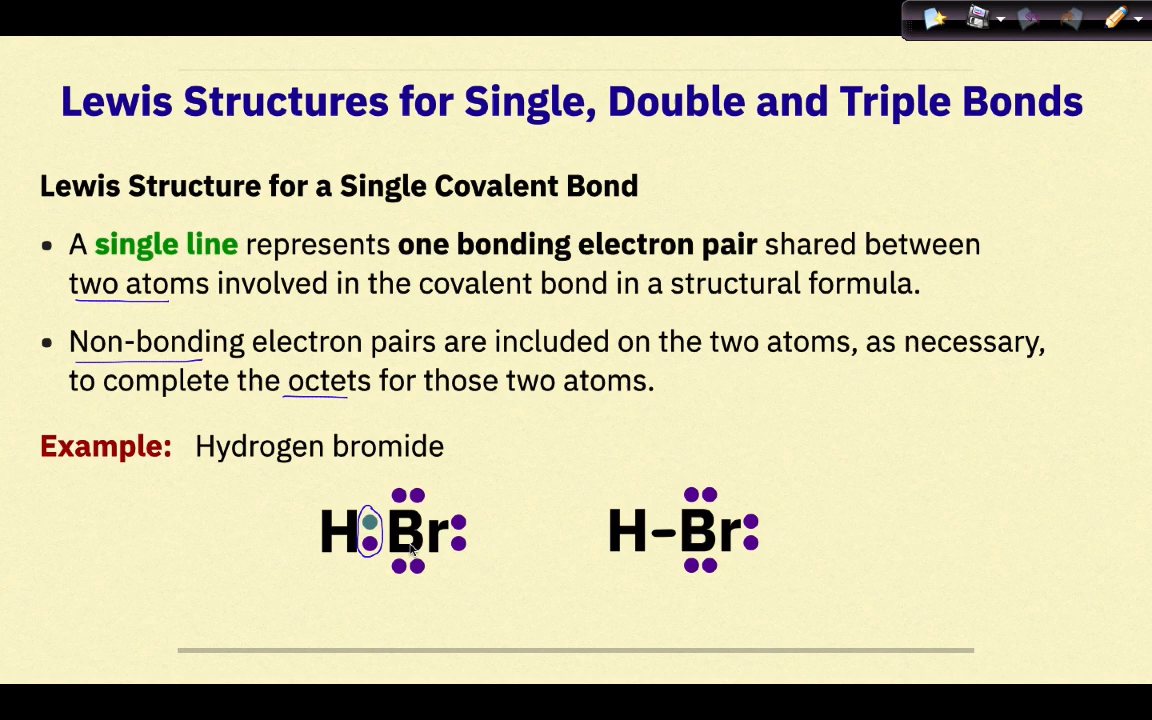 Lewis Structures for Single, Double and Triple Bonds
Lewis Structure for a Single Covalent Bond
• A single line represents one bonding electron pair shared between
two atoms involved in the covalent bond in a structural formula.
• Non-bonding electron pairs are included on the two atoms, as necessary,
to complete the octets for those two atoms.
Example: Hydrogen bromide
H:Br: H–Br: